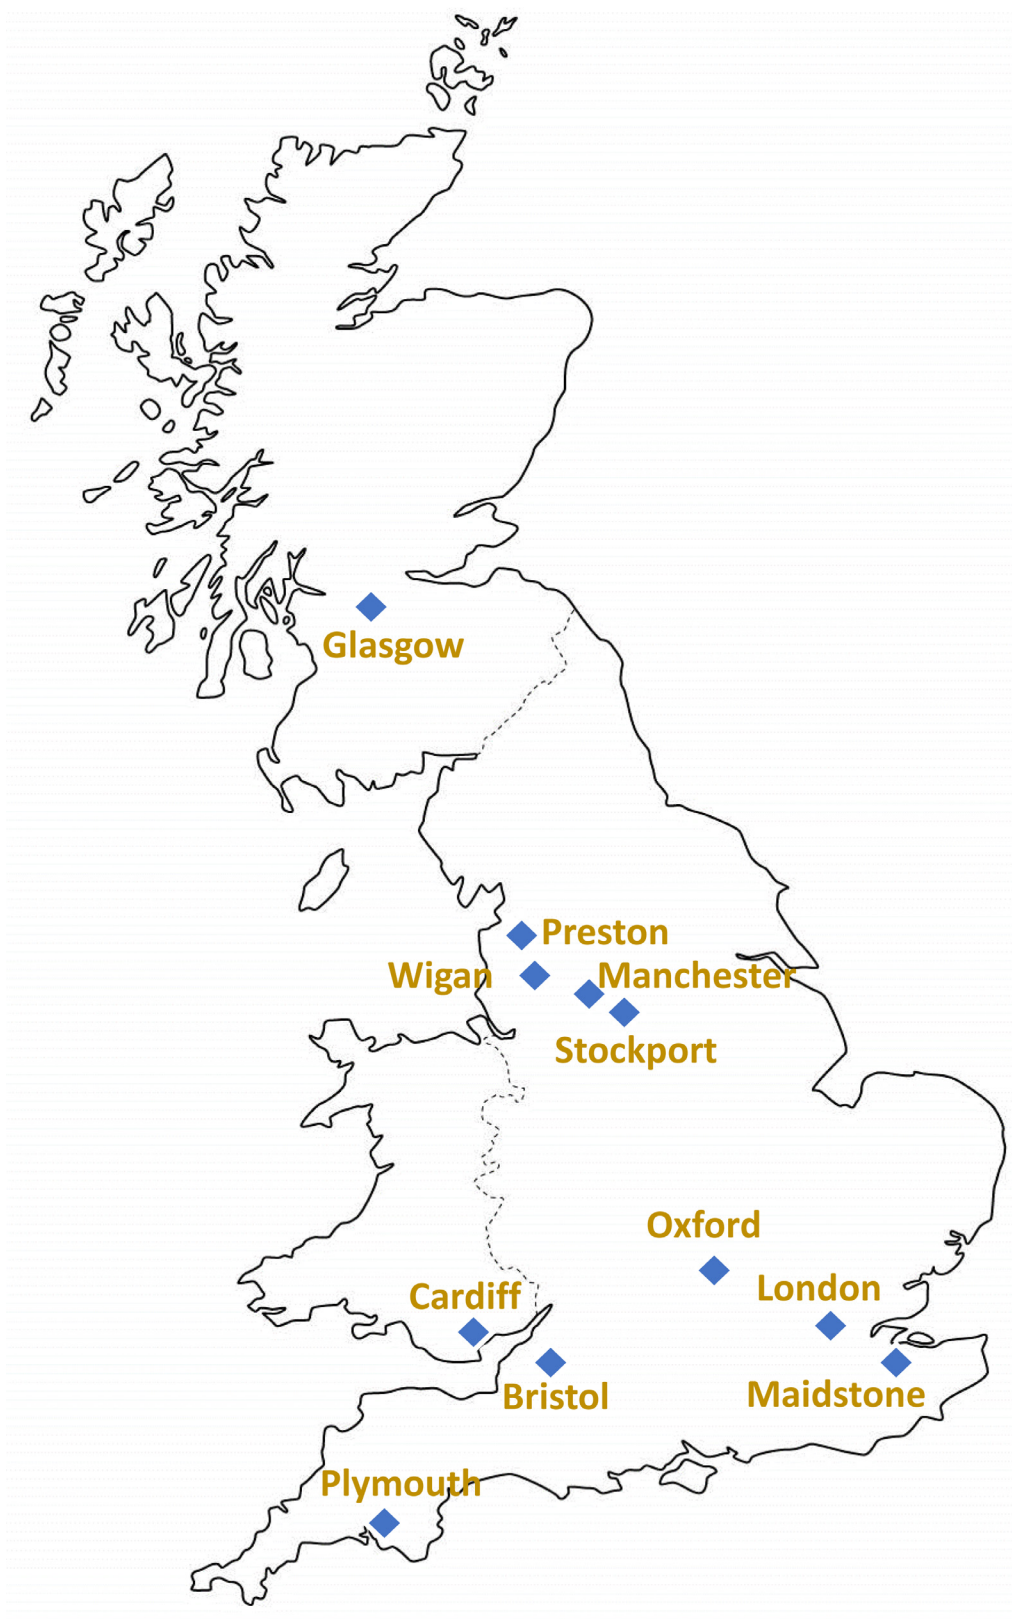 Glasgow
Preston
Wigan
Manchester
Stockport
Oxford
London
Cardiff
Bristol
Maidstone
Plymouth